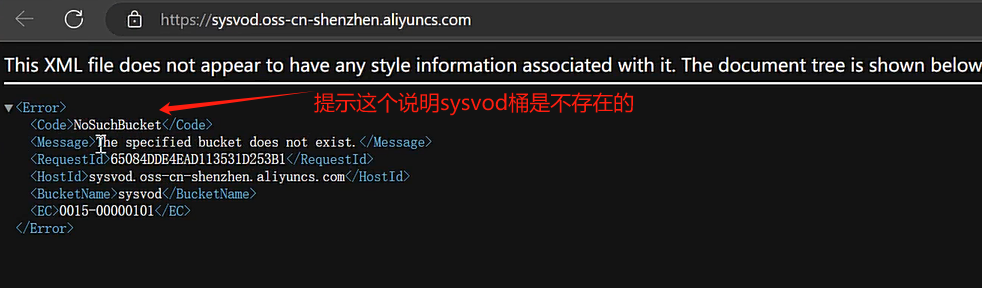 https://sysvod.oss-cn-shenzhen.aliyuncs.com
This XML file does not appear to have any style information associated with it. The document tree is shown below
<Error>
提示这个说明sysvod桶是不存在的
<Code>NoSuchBucket</Code>
<Message>The specified bucket does not exist.</Message>
<RequestId>65084DDE4EAD113531D253B1</RequestId>
<HostId>sysvod.oss-cn-shenzhen.aliyuncs.com</HostId>
<BucketName>sysvod</BucketName>
<EC>0015-00000101</EC>
</Error>